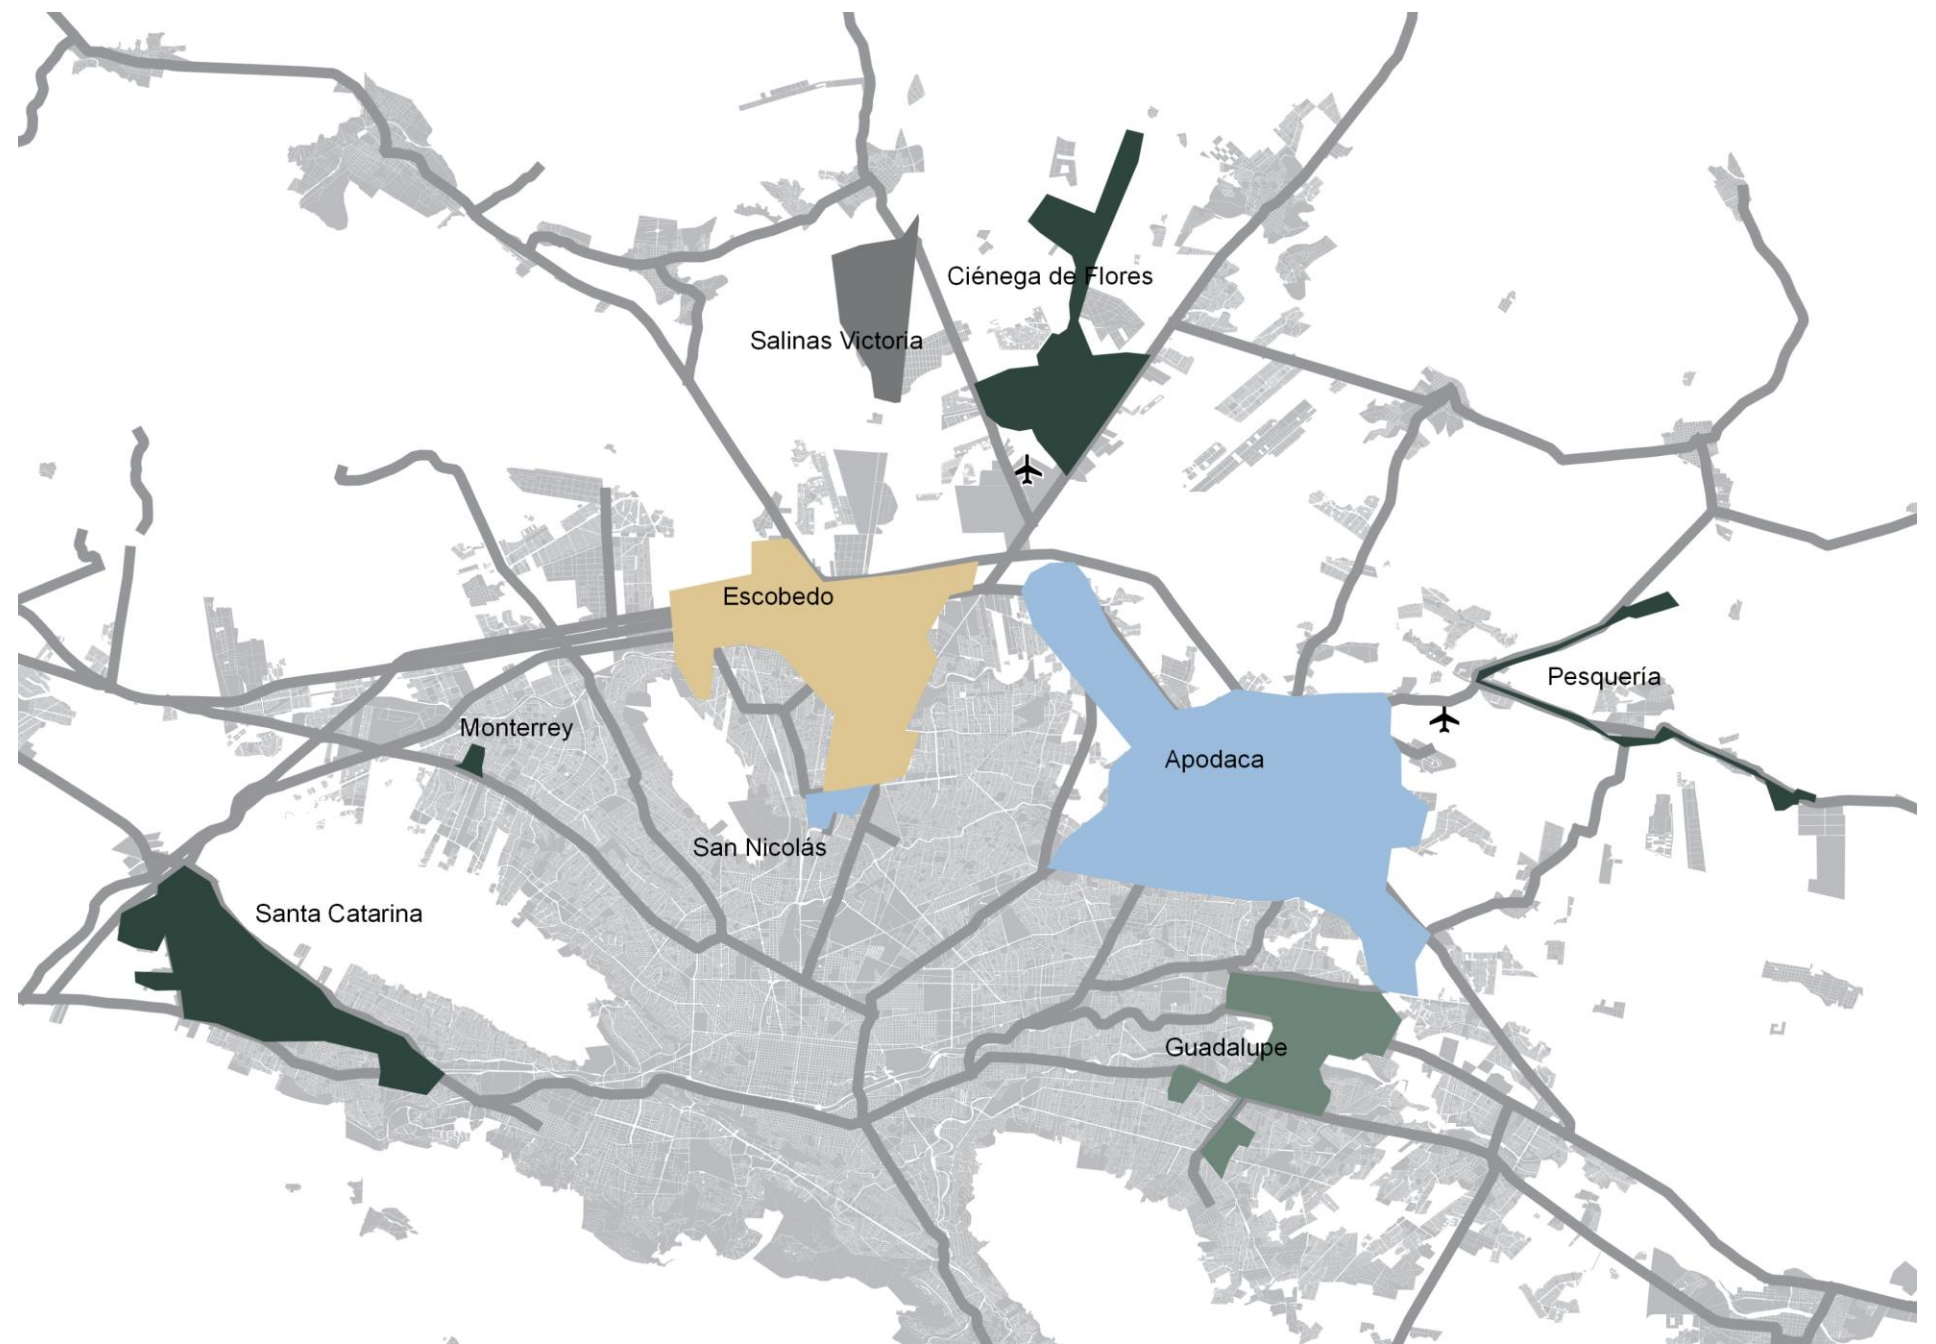 Ciénega de Flores
Salinas Victoria
Escobedo
Pesquería
Monterrey
Apodaca
San Nicolás
Santa Catarina
Guadalupe